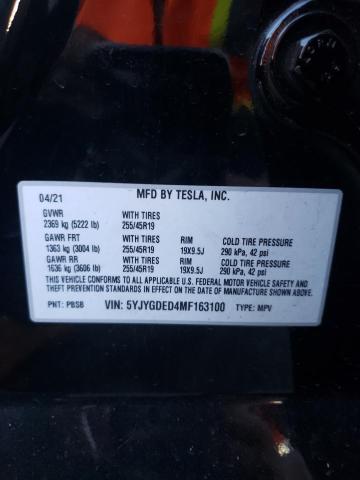 04/21 MFD BY TESLA, INC.
GVWR WITH TIRES
2369 kg (5222 lb) 255/45R19
GAWR FRT WITH TIRES RIM COLD TIRE PRESSURE
1363 kg (3004 lb) 255/45R19 19X9.5J 290 kPa, 42 psi
GAWR RR WITH TIRES RIM COLD TIRE PRESSURE
1636 kg (3606 lb) 255/45R19 19X9.5J 290 kPa, 42 psi
THIS VEHICLE CONFORMS TO ALL APPLICABLE U.S. FEDERAL MOTOR VEHICLE SAFETY
AND THEFT PREVENTION STANDARDS IN EFFECT ON THE DATE OF MANUFACTURE SHOWN ABOVE.
PNT: PBSB VIN: 5YJYGDED4MF163100 TYPE: MPV